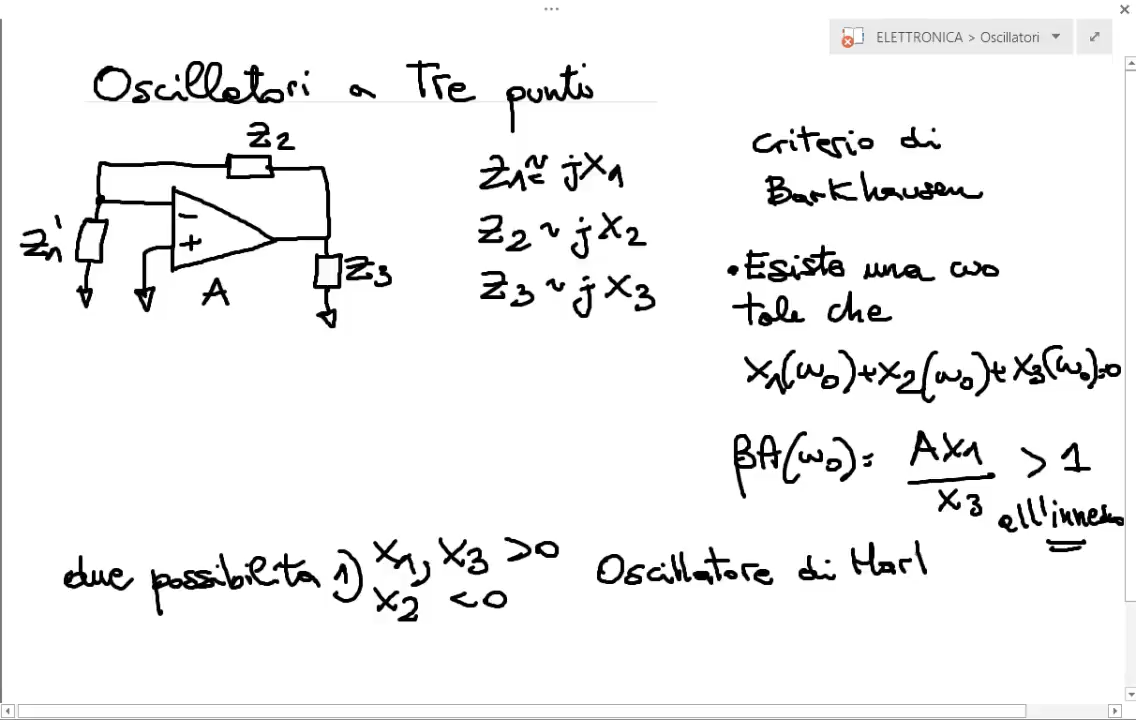 ELETTRONICA > Oscillatori
Oscillatori a Tre punti
Z2
Z1'
A
Z3
Z1 ≈ jX1
Z2 ~ jX2
Z3 ~ jX3
criterio di
Barkhausen
• Esista una ω0
tale che
X1(ω0)+X2(ω0)+X3(ω0)=0
βA(ω0) = AX1/X3 > 1
all'innesco
due possibilita 1) X1, X3 >0
X2 <0
Oscillatore di Harl